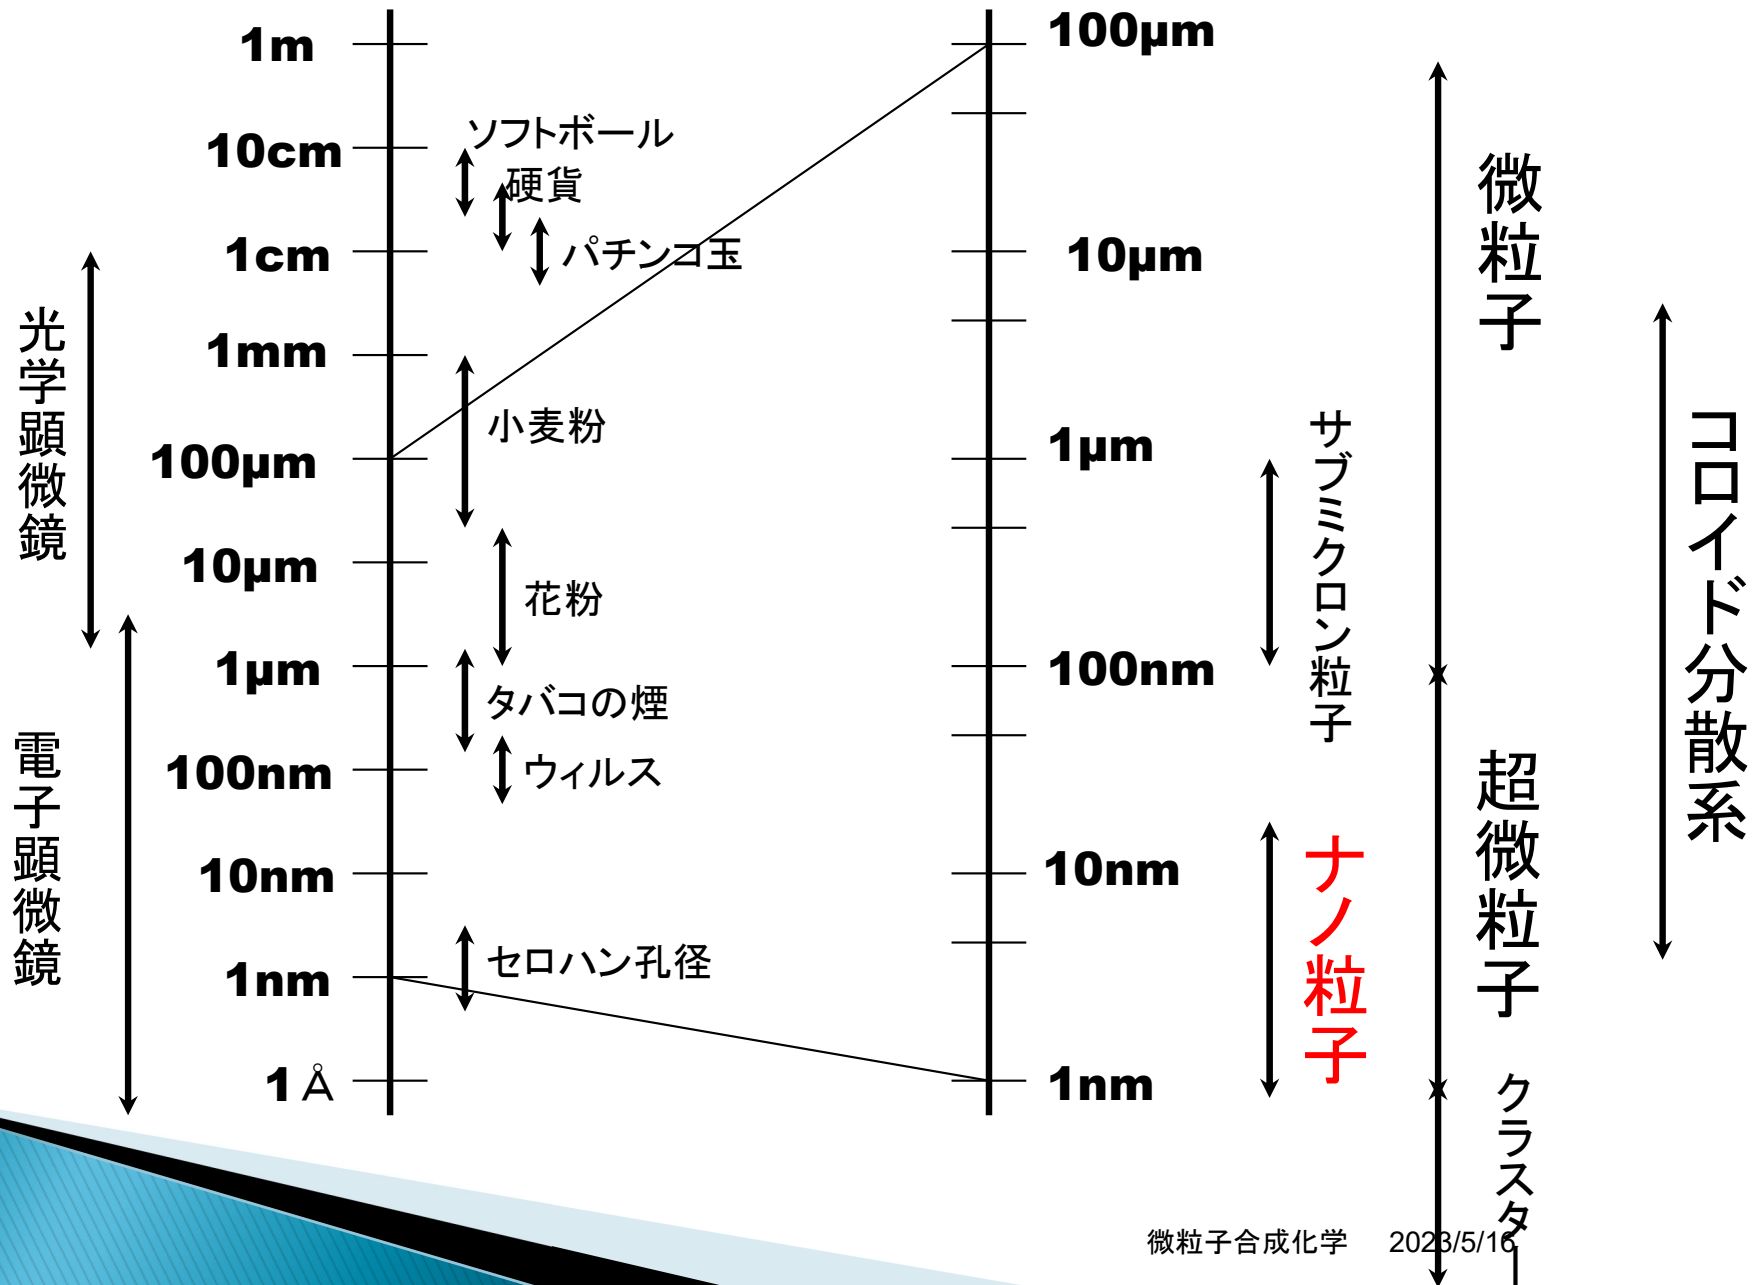 1m
10cm
1cm
1mm
100μm
10μm
1μm
100nm
10nm
1nm
1Å
光学顕微鏡
電子顕微鏡
ソフトボール
硬貨
パチンコ玉
小麦粉
花粉
タバコの煙
ウィルス
セロハン孔径
100μm
10μm
1μm
100nm
10nm
1nm
サブミクロン粒子
ナノ粒子
微粒子
超微粒子
クラスター
コロイド分散系
微粒子合成化学 2023/5/16